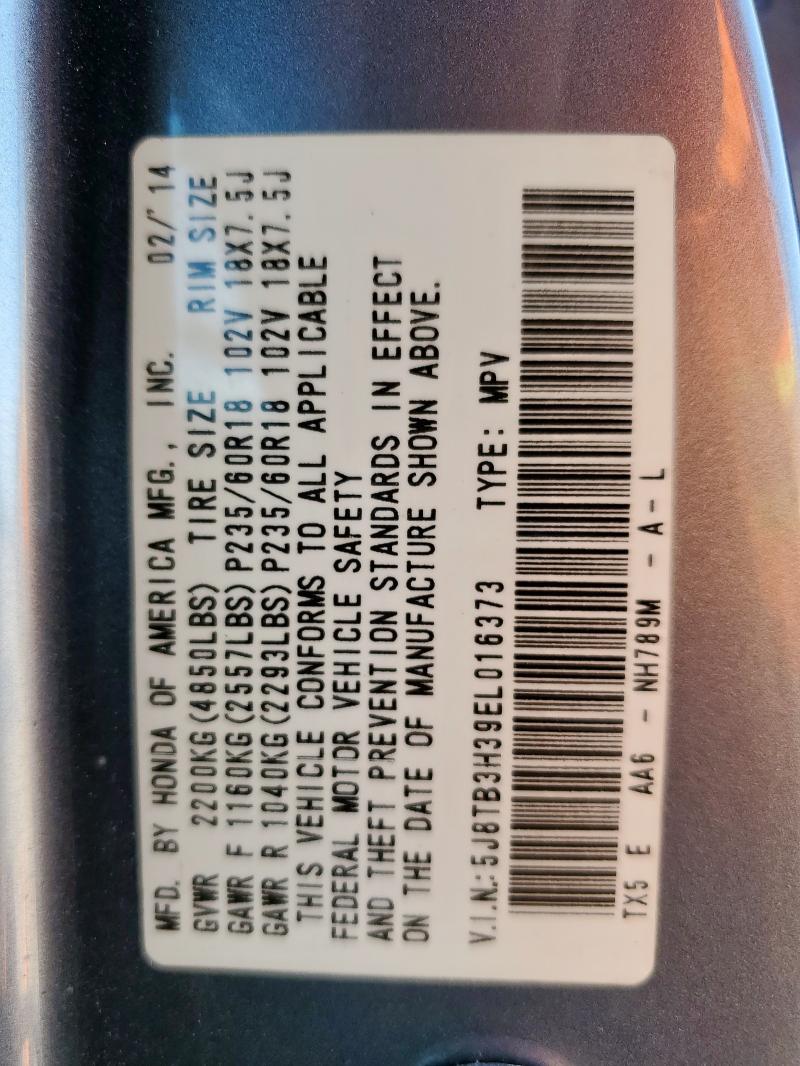 MFD. BY HONDA OF AMERICA MFG., INC. 02/'14
GVWR 2200KG(4850LBS) TIRE SIZE RIM SIZE
GAWR F 1160KG(2557LBS) P235/60R18 102V 18X7.5J
GAWR R 1040KG(2293LBS) P235/60R18 102V 18X7.5J
THIS VEHICLE CONFORMS TO ALL APPLICABLE
FEDERAL MOTOR VEHICLE SAFETY
AND THEFT PREVENTION STANDARDS IN EFFECT
ON THE DATE OF MANUFACTURE SHOWN ABOVE.
V.I.N.:5J8TB3H39EL016373 TYPE: MPV
TX5 E AA6 - NH789M - A - L